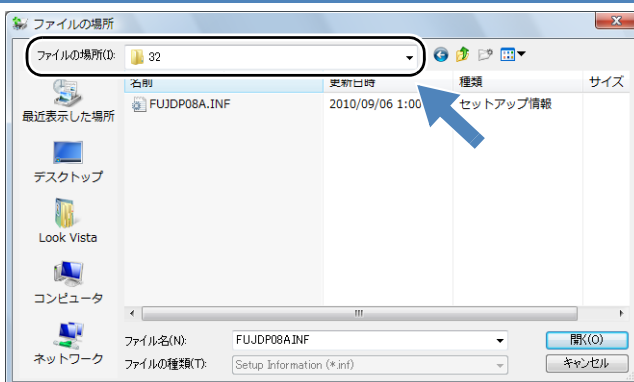 ファイルの場所
ファイルの場所(I): 32
名前 更新日時 種類 サイズ
FUJDP08A.INF 2010/09/06 1:00 セットアップ情報
最近表示した場所
デスクトップ
Look Vista
コンピュータ
ネットワーク
ファイル名(N): FUJDP08A.INF 開く(O)
ファイルの種類(T): Setup Information (*.inf) キャンセル